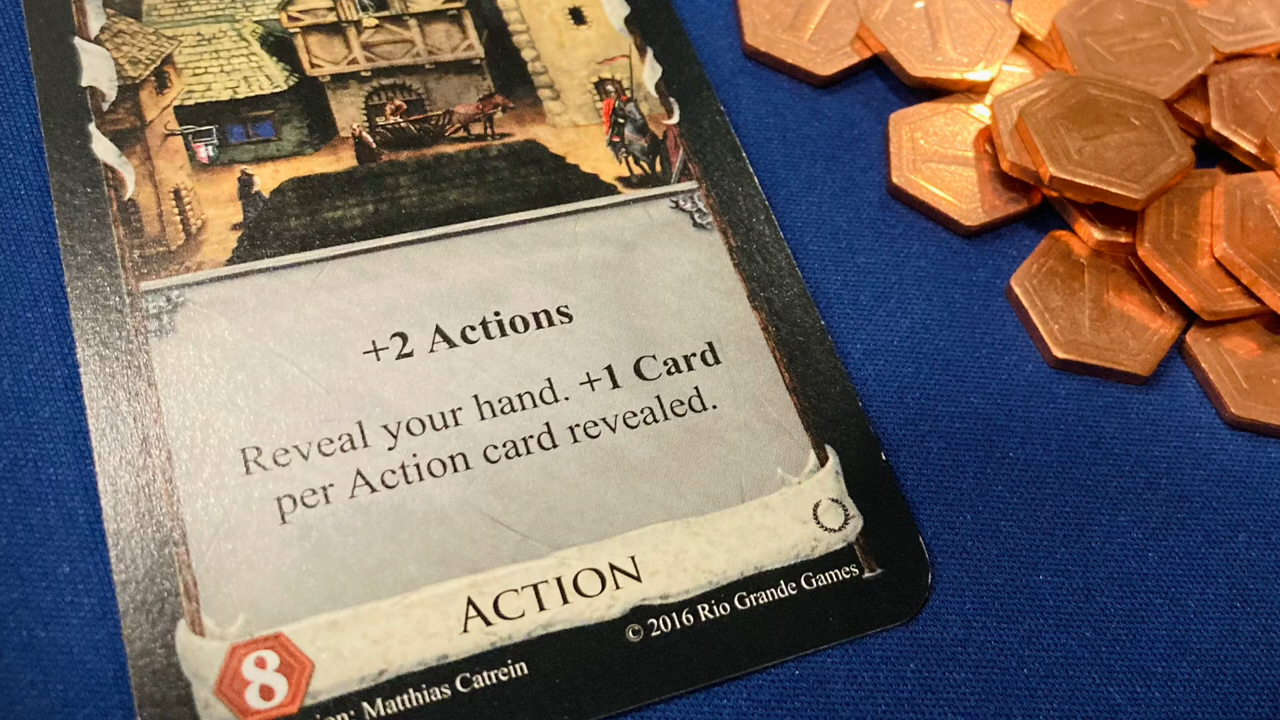 +2 Actions
Reveal your hand. +1 Card
per Action card revealed.
ACTION
8
Matthias Catrein
© 2016 Rio Grande Games